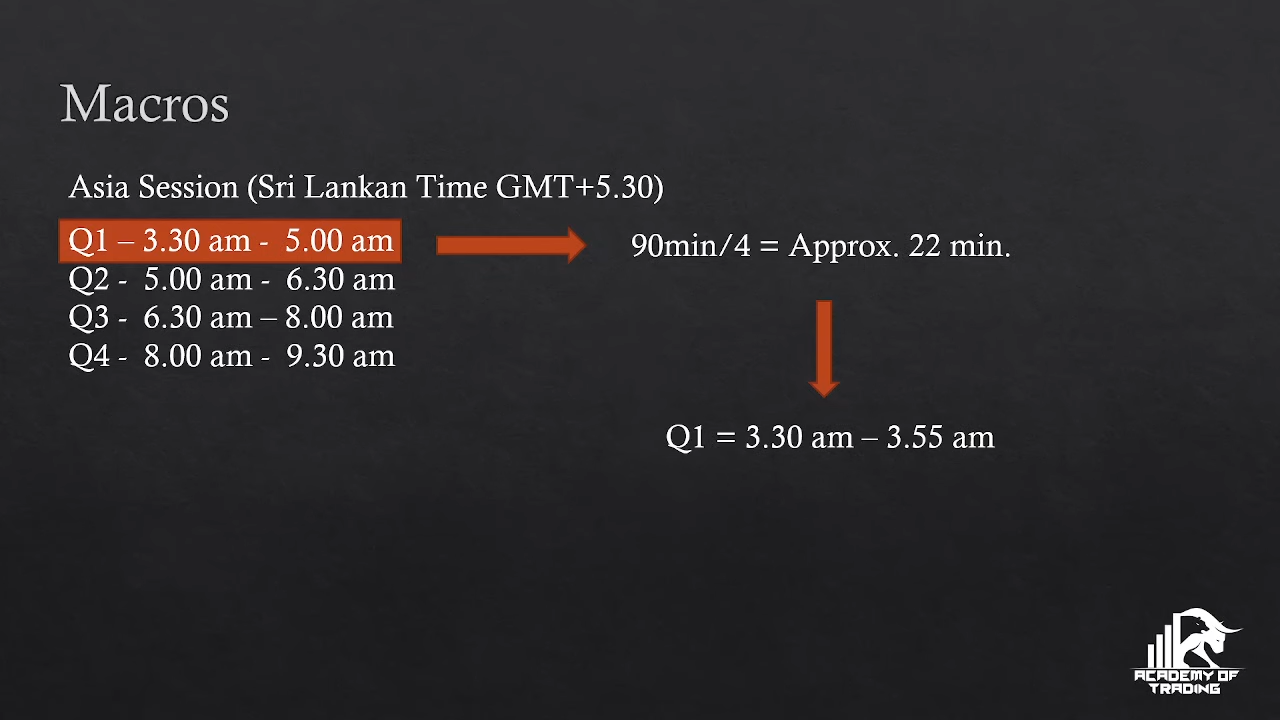 Macros
Asia Session (Sri Lankan Time GMT+5.30)
Q1 – 3.30 am - 5.00 am
Q2 - 5.00 am - 6.30 am
Q3 - 6.30 am – 8.00 am
Q4 - 8.00 am - 9.30 am
90min/4 = Approx. 22 min.
Q1 = 3.30 am – 3.55 am
ACADEMY OF
TRADING